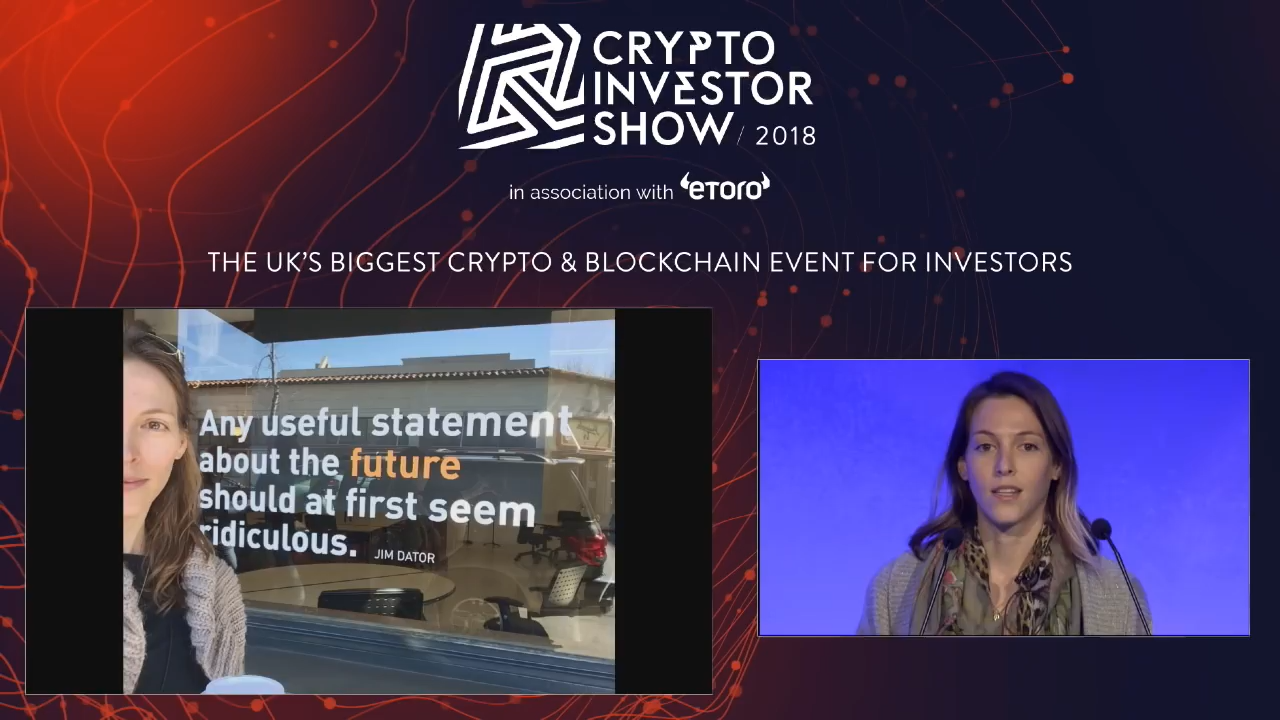 CRYPTO
INVESTOR
SHOW / 2018
in association with eToro
THE UK'S BIGGEST CRYPTO & BLOCKCHAIN EVENT FOR INVESTORS
Any useful statement
about the future
should at first seem
ridiculous. JIM DATOR